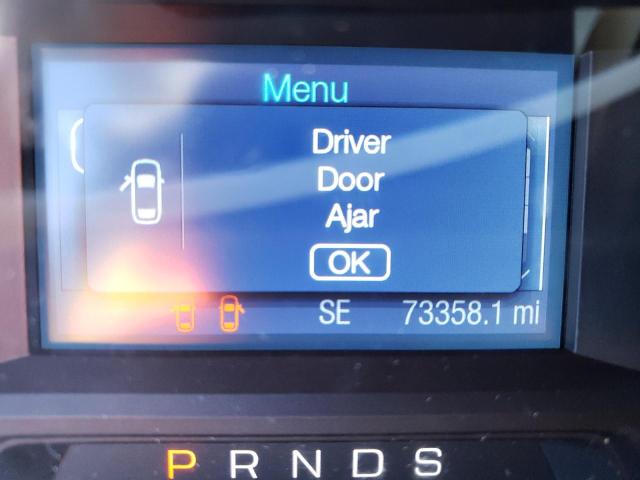 Menu
Driver
Door
Ajar
OK
SE 73358.1 mi
P R N D S